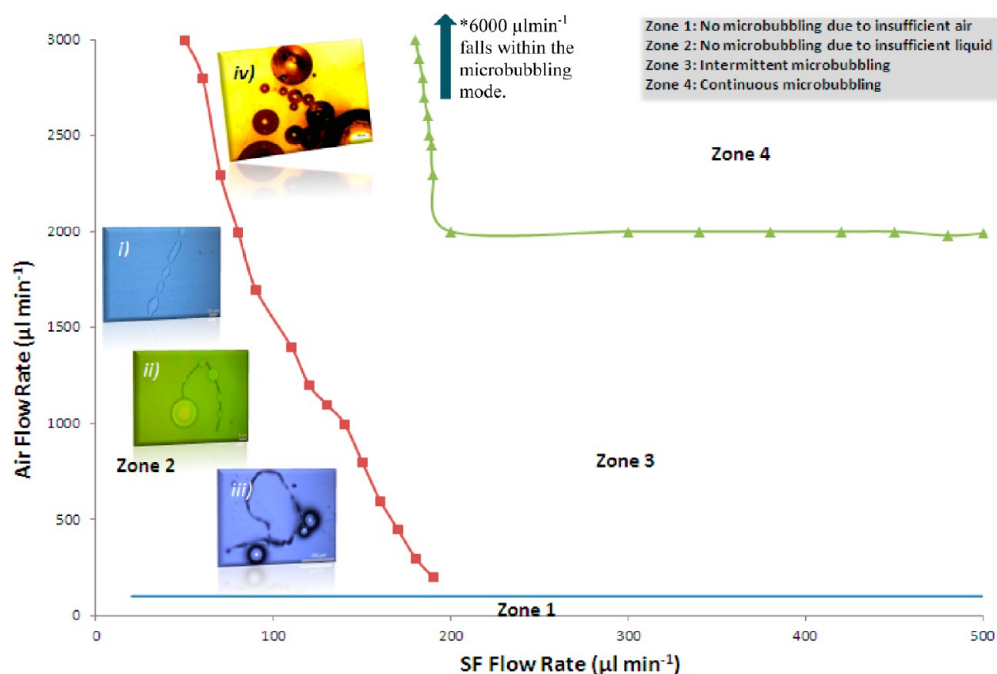 *6000 µlmin⁻¹
falls within the
microbubbling
mode.
Zone 1: No microbubbling due to insufficient air
Zone 2: No microbubbling due to insufficient liquid
Zone 3: Intermittent microbubbling
Zone 4: Continuous microbubbling
3000
2500
2000
1500
1000
500
0
Air Flow Rate (µl min⁻¹)
iv)
i)
ii)
iii)
Zone 4
Zone 2
Zone 3
Zone 1
0
100
200
300
400
500
SF Flow Rate (µl min⁻¹)